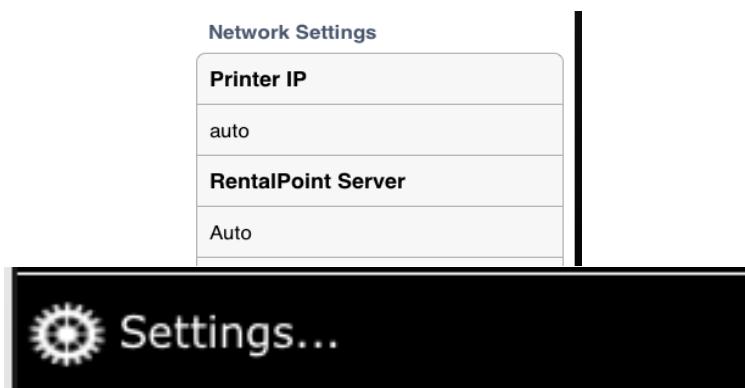 Network Settings
Printer IP
auto
RentalPoint Server
Auto
Settings...